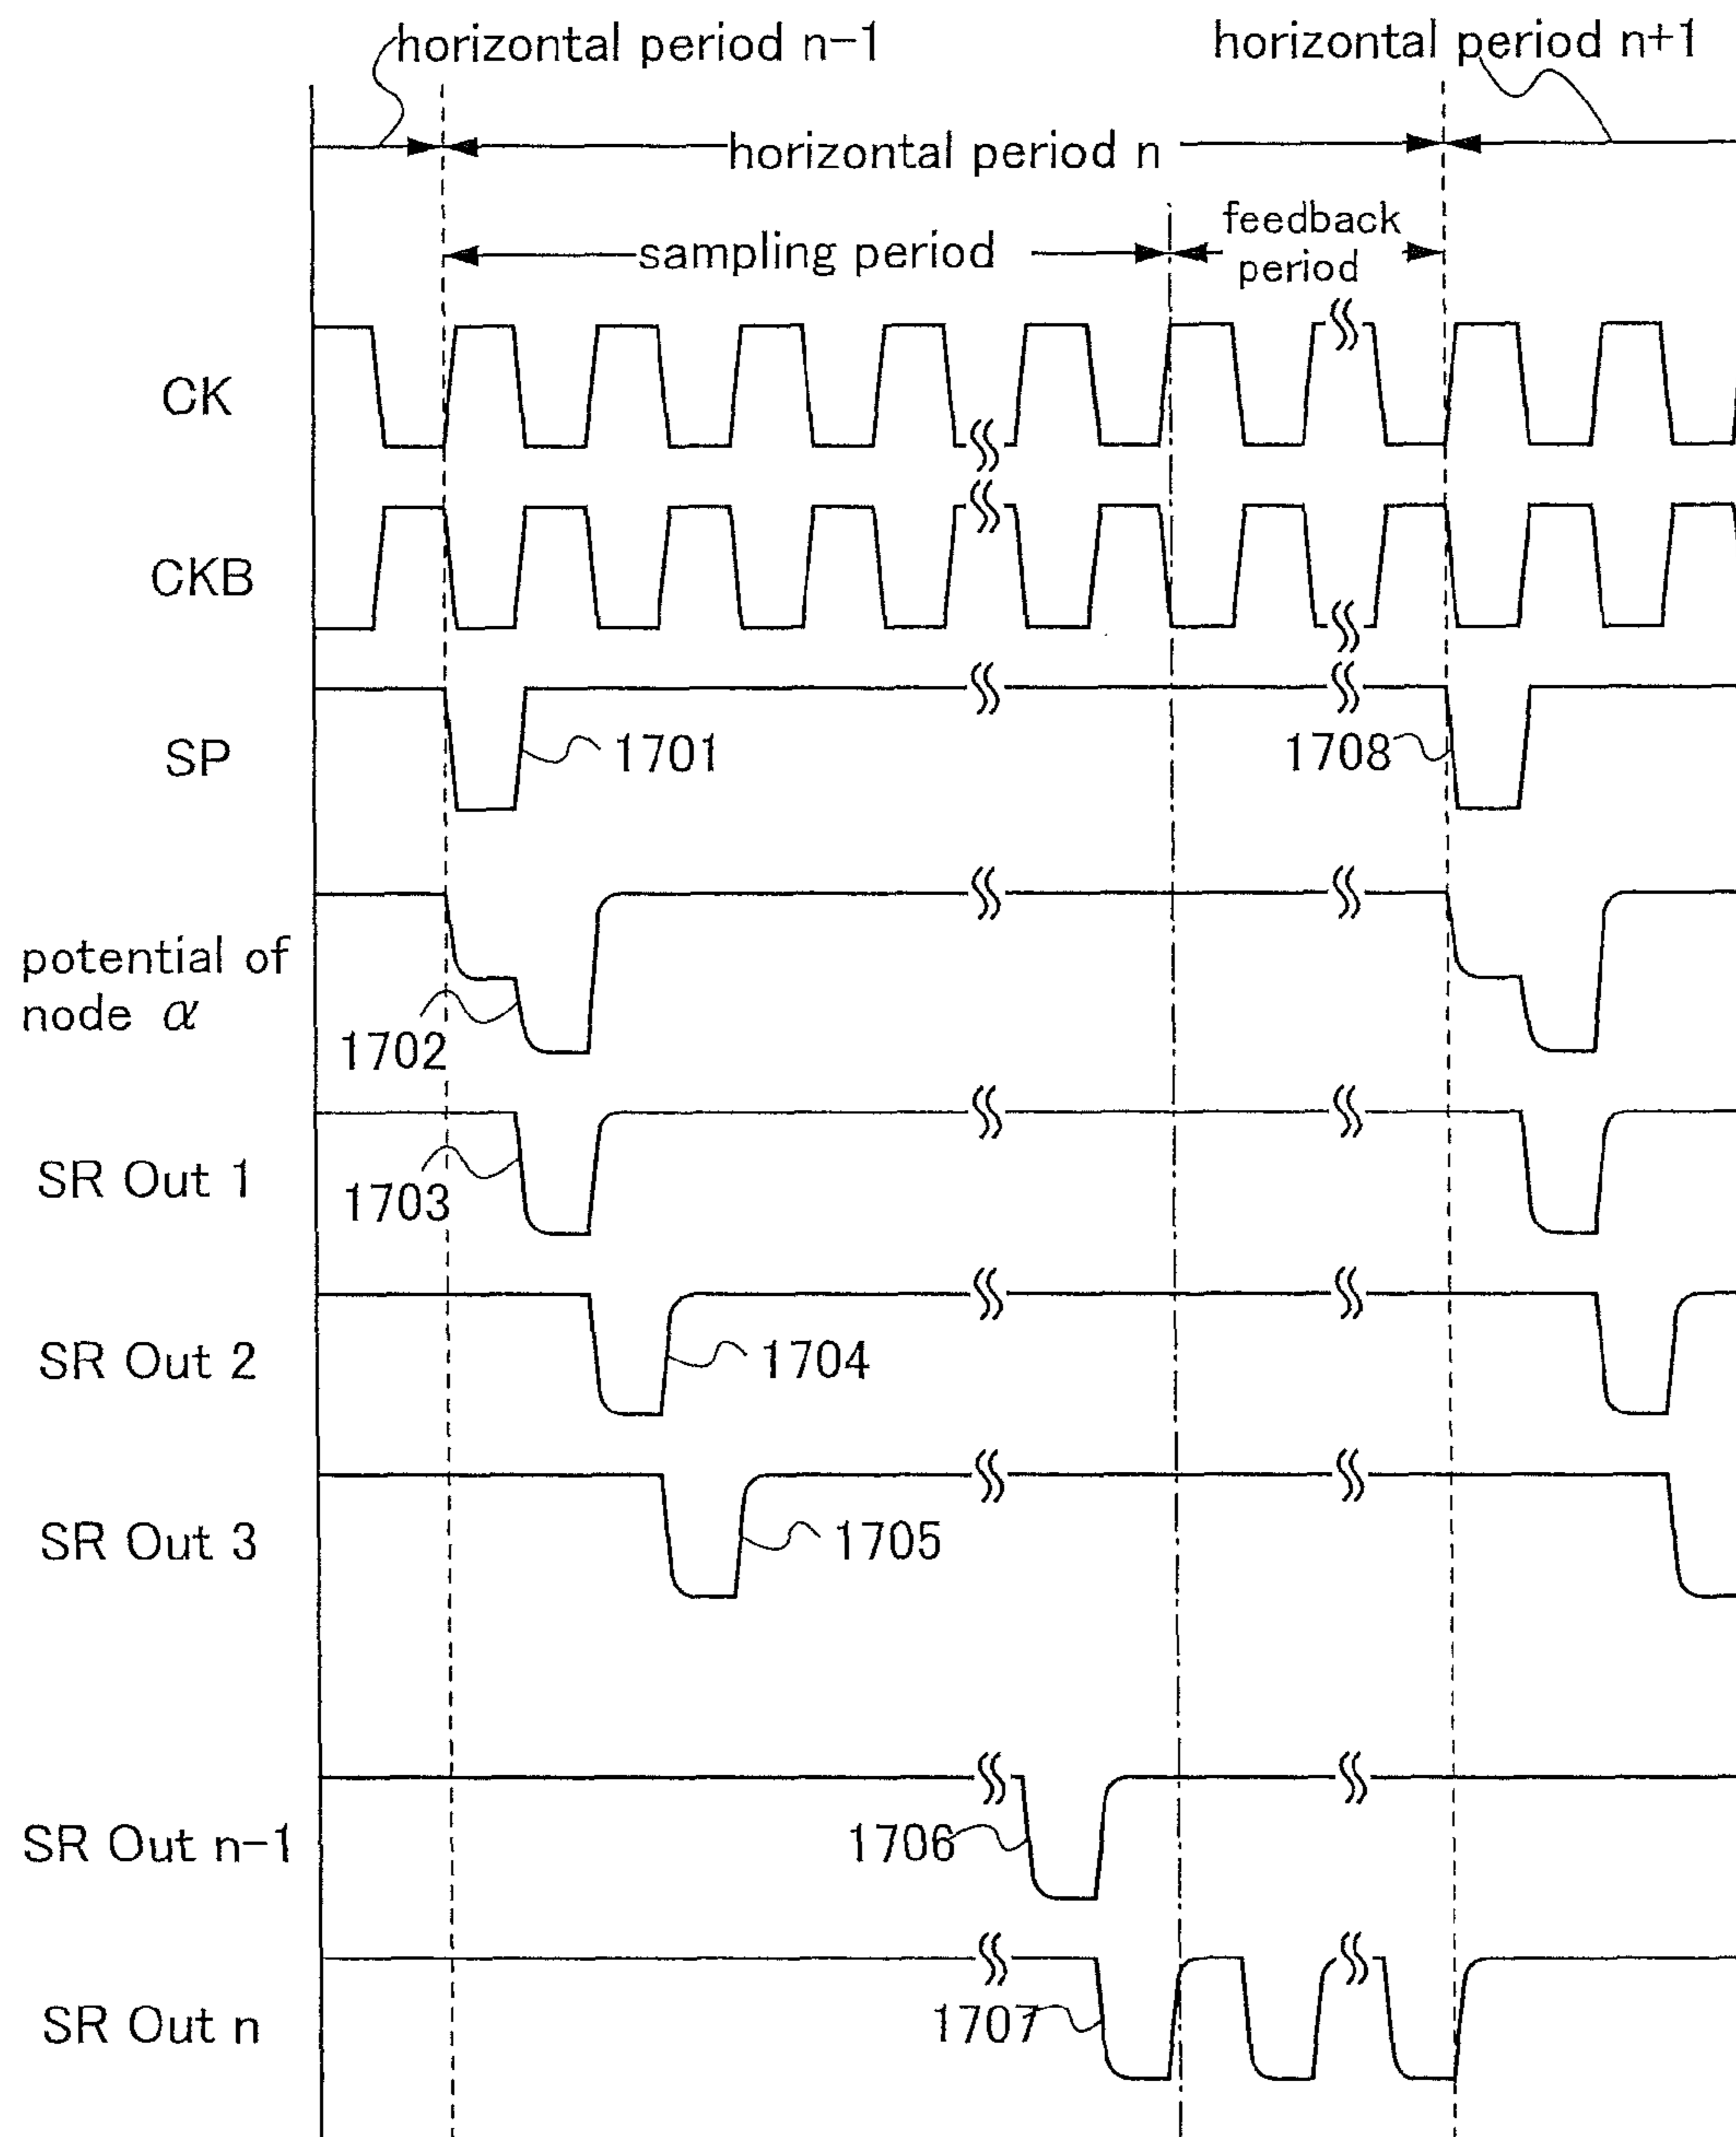 horizontal period n-1
horizontal period n+1
horizontal period n
sampling period
feedback
period
CK
CKB
SP
1701
1708
potential of
node α
1702
SR Out 1
1703
SR Out 2
1704
SR Out 3
1705
SR Out n-1
1706
SR Out n
1707